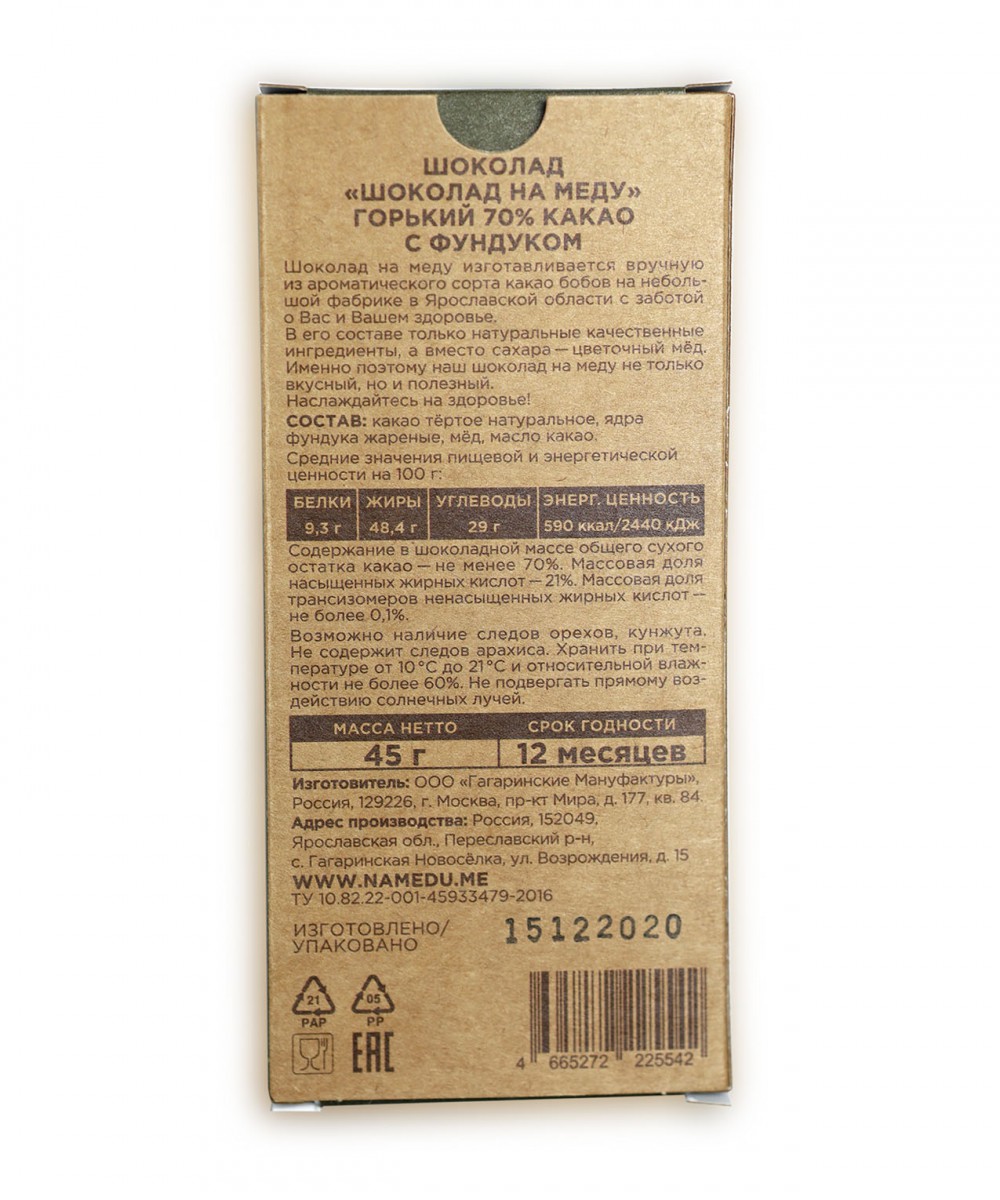 ШОКОЛАД
«ШОКОЛАД НА МЕДУ»
ГОРЬКИЙ 70% КАКАО
С ФУНДУКОМ
Шоколад на меду изготавливается вручную
из ароматического сорта какао бобов на неболь-
шой фабрике в Ярославской области с заботой
о Вас и Вашем здоровье.
В его составе только натуральные качественные
ингредиенты, а вместо сахара — цветочный мёд.
Именно поэтому наш шоколад на меду не только
вкусный, но и полезный.
Наслаждайтесь на здоровье!
СОСТАВ: какао тёртое натуральное, ядра
фундука жареные, мёд, масло какао.
Средние значения пищевой и энергетической
ценности на 100 г:
БЕЛКИ ЖИРЫ УГЛЕВОДЫ ЭНЕРГ. ЦЕННОСТЬ
9,3 г 48,4 г 29 г 590 ккал/2440 кДж
Содержание в шоколадной массе общего сухого
остатка какао — не менее 70%. Массовая доля
насыщенных жирных кислот — 21%. Массовая доля
трансизомеров ненасыщенных жирных кислот —
не более 0,1%.
Возможно наличие следов орехов, кунжута.
Не содержит следов арахиса. Хранить при тем-
пературе от 10°С до 21°С и относительной влаж-
ности не более 60%. Не подвергать прямому воз-
действию солнечных лучей.
МАССА НЕТТО СРОК ГОДНОСТИ
45 г 12 месяцев
Изготовитель: ООО «Гагаринские Мануфактуры»,
Россия, 129226, г. Москва, пр-кт Мира, д. 177, кв. 84.
Адрес производства: Россия, 152049,
Ярославская обл., Переславский р-н,
с. Гагаринская Новосёлка, ул. Возрождения, д. 15
WWW.NAMEDU.ME
ТУ 10.82.22-001-45933479-2016
ИЗГОТОВЛЕНО/ 15122020
УПАКОВАНО
21 05
PAP PP
EAC
4 665272 225542